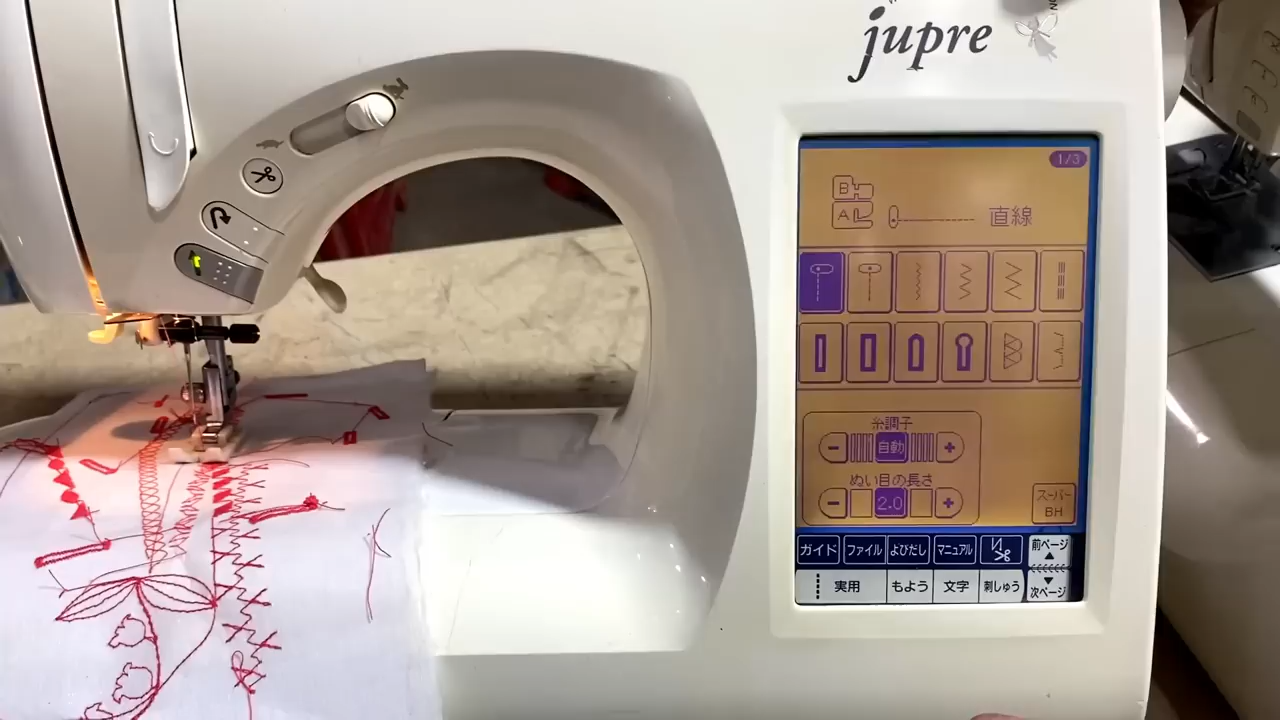 jupre
1/3
B
A
直線
糸調子
自動
ぬい目の長さ
2.0
スーパー
BH
ガイド ファイル よびだし マニュアル 前ページ
実用 もよう 文字 刺しゅう 次ページ